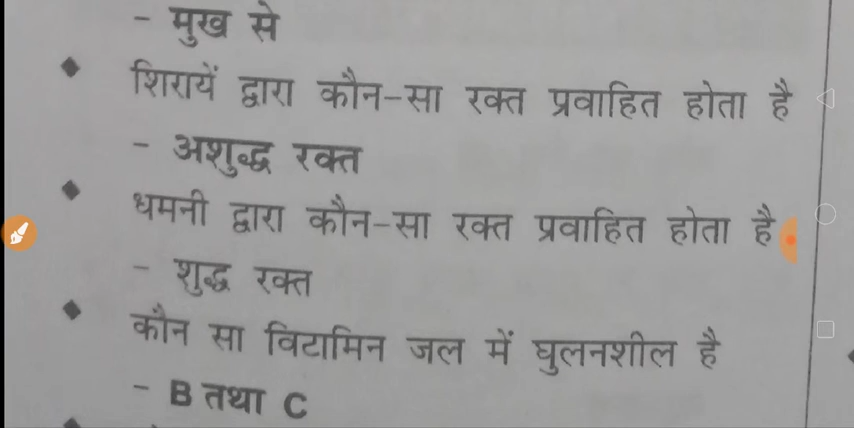 - मुख से
◆ शिरायें द्वारा कौन-सा रक्त प्रवाहित होता है
- अशुद्ध रक्त
◆ धमनी द्वारा कौन-सा रक्त प्रवाहित होता है
- शुद्ध रक्त
◆ कौन सा विटामिन जल में घुलनशील है
- B तथा C